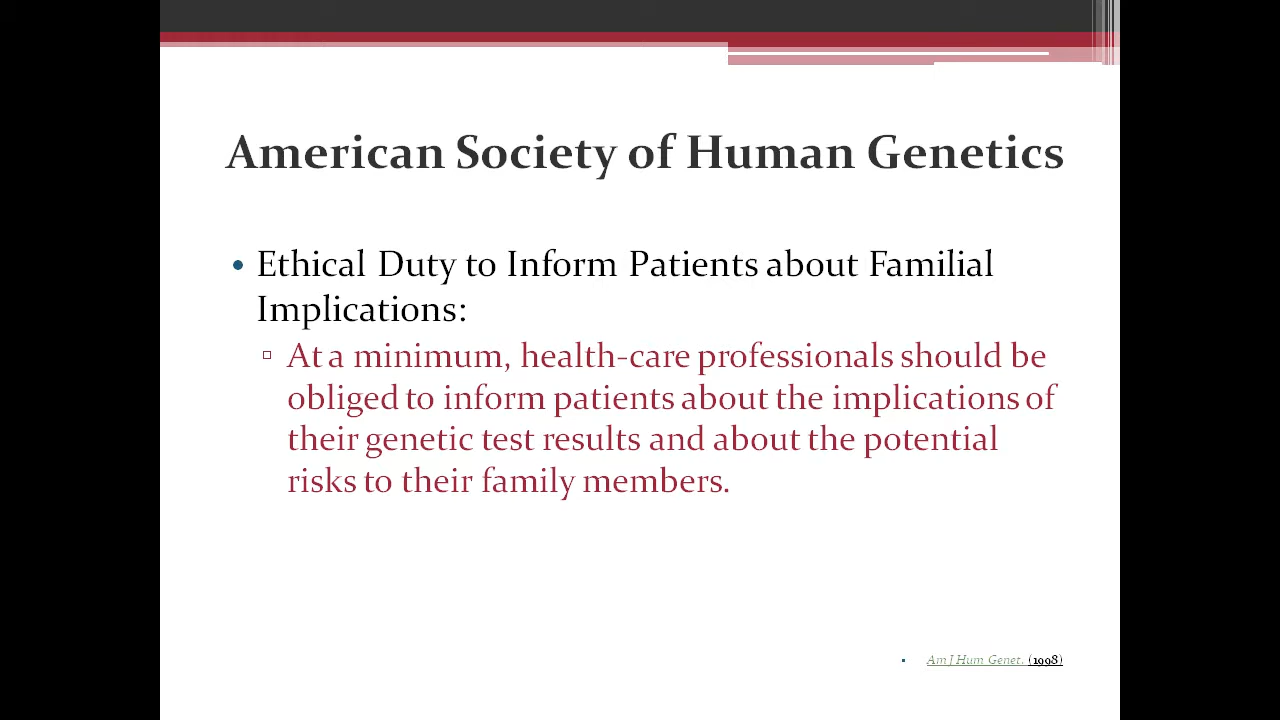 American Society of Human Genetics
• Ethical Duty to Inform Patients about Familial
Implications:
▫ At a minimum, health-care professionals should be
obliged to inform patients about the implications of
their genetic test results and about the potential
risks to their family members.
• Am J Hum Genet. (1998)